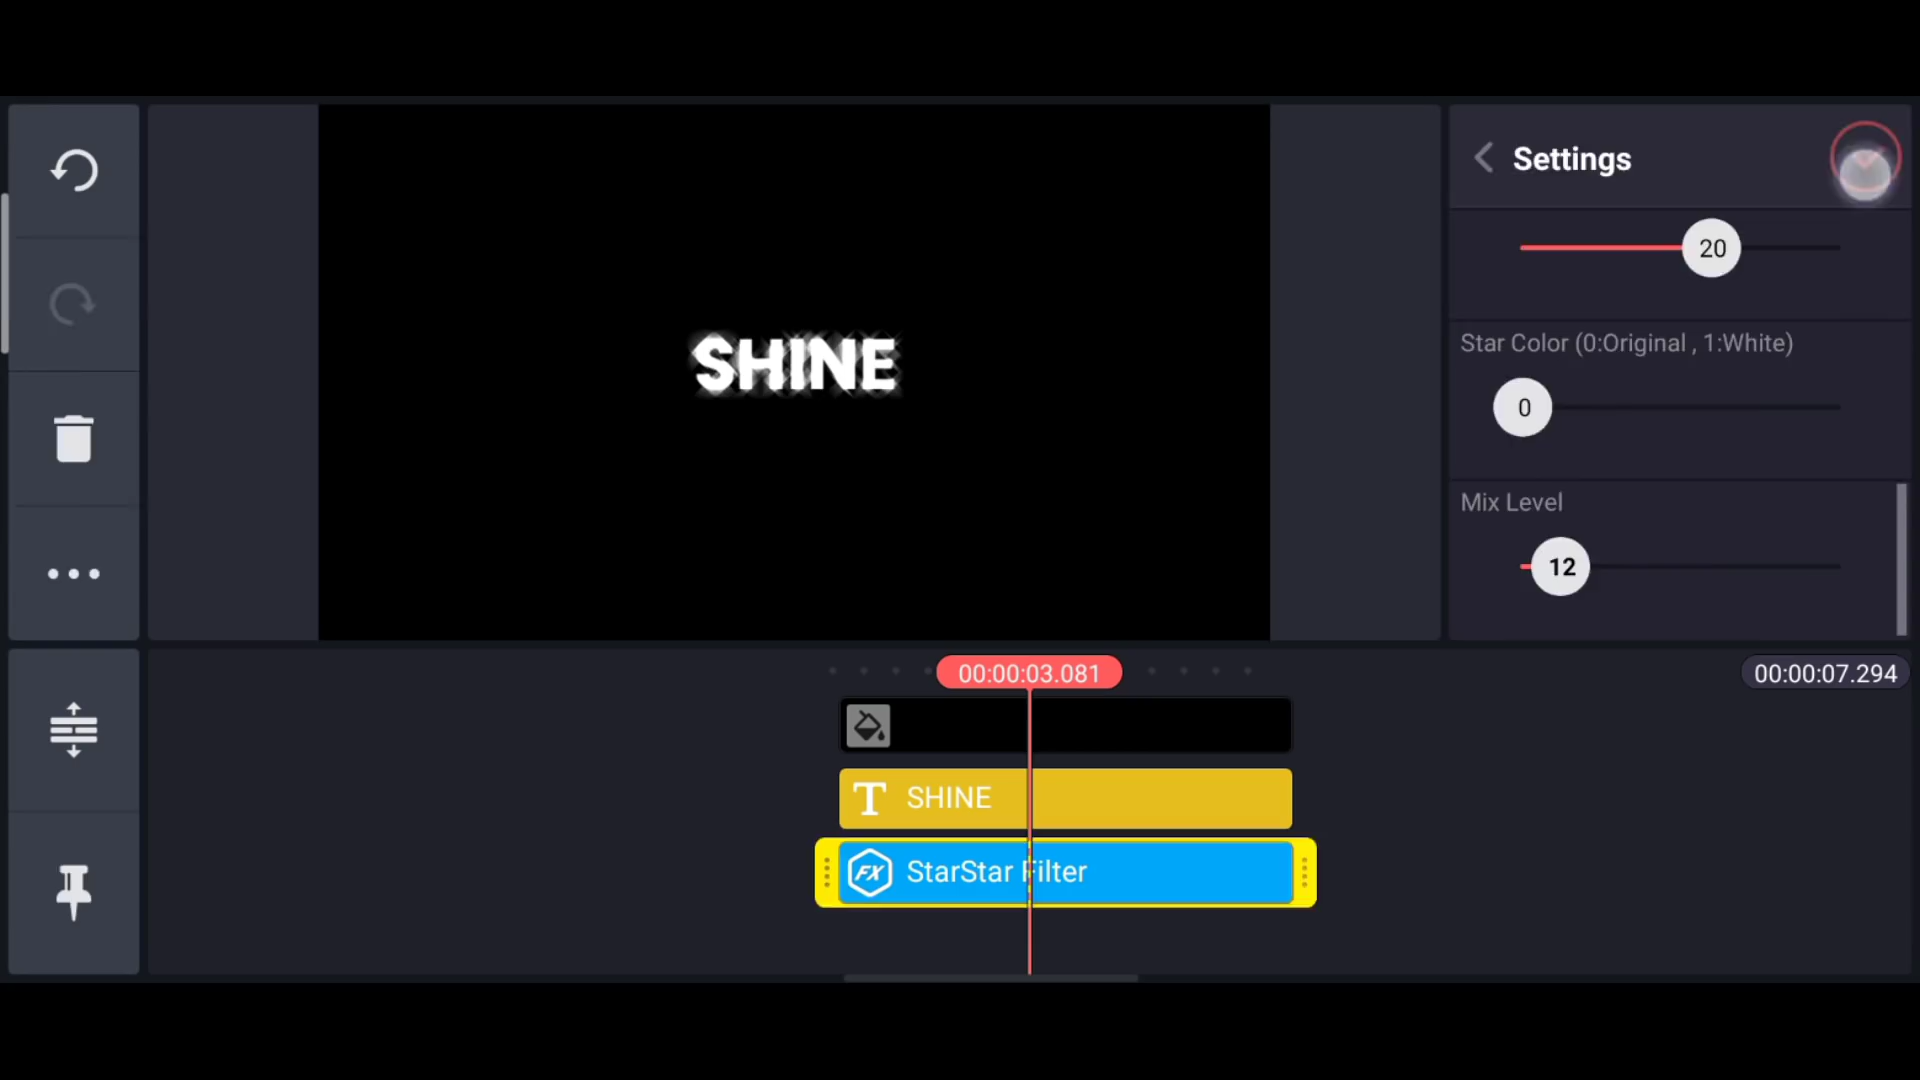 Settings
20
Star Color (0:Original , 1:White)
0
Mix Level
12
SHINE
00:00:03.081
00:00:07.294
T SHINE
FX StarStar Filter